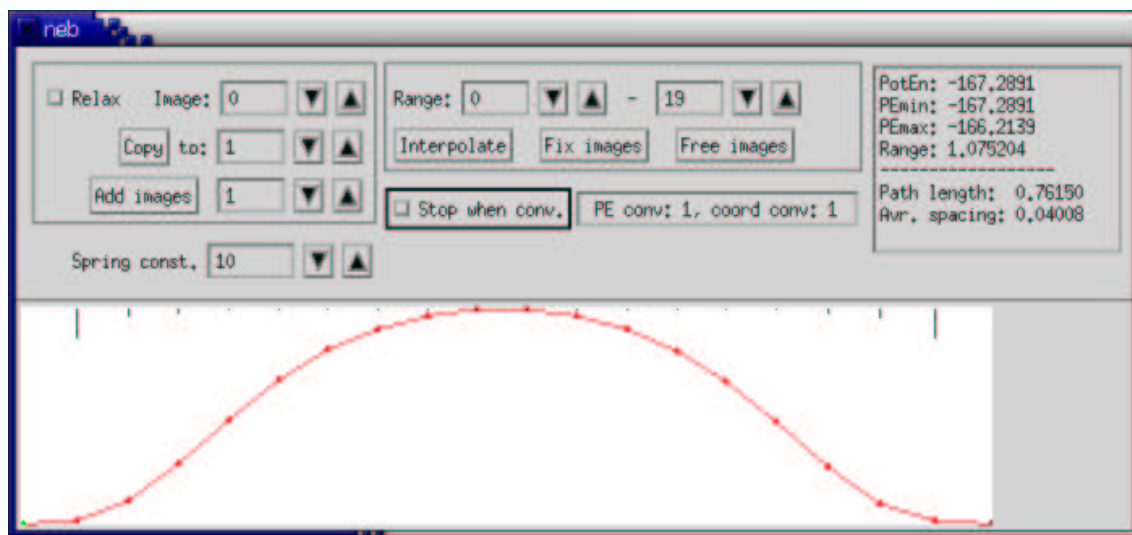 neb
Relax Image: 0
Copy to: 1
Add images 1
Spring const. 10
Range: 0 - 19
Interpolate Fix images Free images
Stop when conv. PE conv: 1, coord conv: 1
PotEn: -167.2891
PEmin: -167.2891
PEmax: -166.2139
Range: 1.075204
------------------
Path length: 0.76150
Avr. spacing: 0.04008